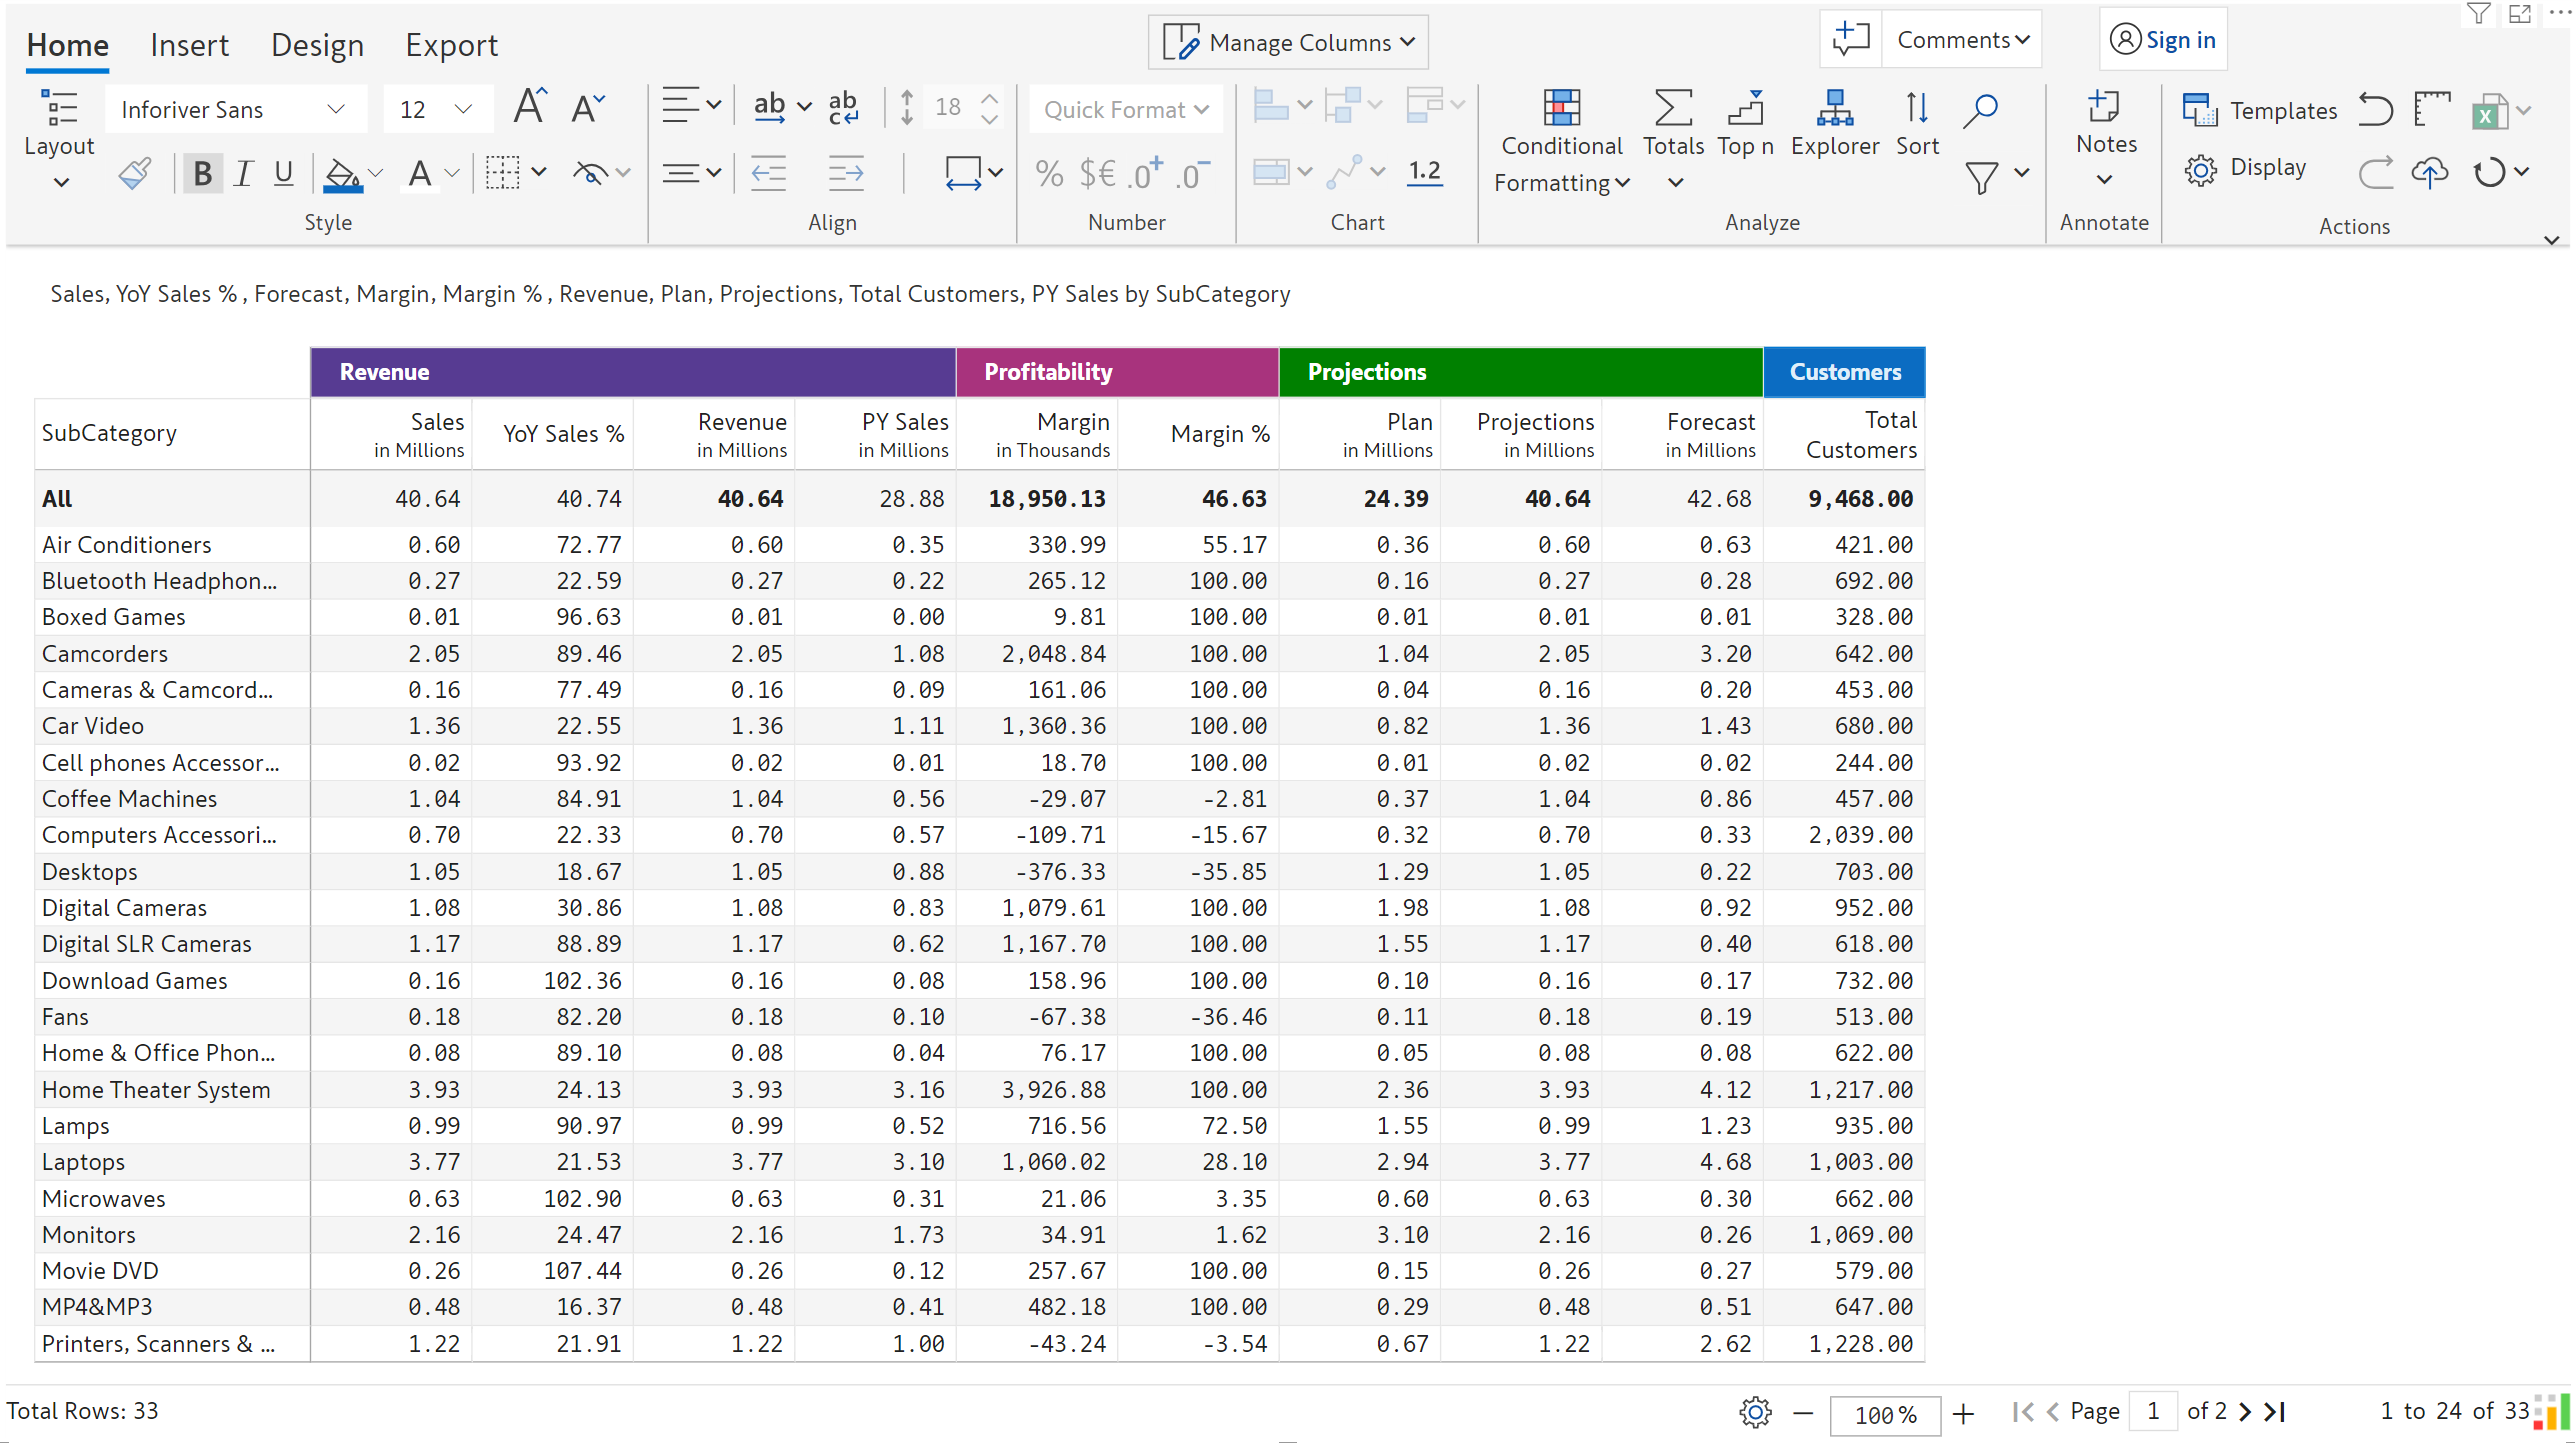 Home Insert Design Export Manage Columns Comments Sign in
Inforiver Sans 12 ab ab c 18 Quick Format Templates
Layout Conditional Formatting Totals Top n Explorer Sort Notes Display
B I U A % $€ .0+ .0- 1.2
Style Align Number Chart Analyze Annotate Actions
Sales, YoY Sales % , Forecast, Margin, Margin % , Revenue, Plan, Projections, Total Customers, PY Sales by SubCategory
Revenue Profitability Projections Customers
SubCategory Sales in Millions YoY Sales % Revenue in Millions PY Sales in Millions Margin in Thousands Margin % Plan in Millions Projections in Millions Forecast in Millions Total Customers
All 40.64 40.74 40.64 28.88 18,950.13 46.63 24.39 40.64 42.68 9,468.00
Air Conditioners 0.60 72.77 0.60 0.35 330.99 55.17 0.36 0.60 0.63 421.00
Bluetooth Headphon... 0.27 22.59 0.27 0.22 265.12 100.00 0.16 0.27 0.28 692.00
Boxed Games 0.01 96.63 0.01 0.00 9.81 100.00 0.01 0.01 0.01 328.00
Camcorders 2.05 89.46 2.05 1.08 2,048.84 100.00 1.04 2.05 3.20 642.00
Cameras & Camcord... 0.16 77.49 0.16 0.09 161.06 100.00 0.04 0.16 0.20 453.00
Car Video 1.36 22.55 1.36 1.11 1,360.36 100.00 0.82 1.36 1.43 680.00
Cell phones Accessor... 0.02 93.92 0.02 0.01 18.70 100.00 0.01 0.02 0.02 244.00
Coffee Machines 1.04 84.91 1.04 0.56 -29.07 -2.81 0.37 1.04 0.86 457.00
Computers Accessori... 0.70 22.33 0.70 0.57 -109.71 -15.67 0.32 0.70 0.33 2,039.00
Desktops 1.05 18.67 1.05 0.88 -376.33 -35.85 1.29 1.05 0.22 703.00
Digital Cameras 1.08 30.86 1.08 0.83 1,079.61 100.00 1.98 1.08 0.92 952.00
Digital SLR Cameras 1.17 88.89 1.17 0.62 1,167.70 100.00 1.55 1.17 0.40 618.00
Download Games 0.16 102.36 0.16 0.08 158.96 100.00 0.10 0.16 0.17 732.00
Fans 0.18 82.20 0.18 0.10 -67.38 -36.46 0.11 0.18 0.19 513.00
Home & Office Phon... 0.08 89.10 0.08 0.04 76.17 100.00 0.05 0.08 0.08 622.00
Home Theater System 3.93 24.13 3.93 3.16 3,926.88 100.00 2.36 3.93 4.12 1,217.00
Lamps 0.99 90.97 0.99 0.52 716.56 72.50 1.55 0.99 1.23 935.00
Laptops 3.77 21.53 3.77 3.10 1,060.02 28.10 2.94 3.77 4.68 1,003.00
Microwaves 0.63 102.90 0.63 0.31 21.06 3.35 0.60 0.63 0.30 662.00
Monitors 2.16 24.47 2.16 1.73 34.91 1.62 3.10 2.16 0.26 1,069.00
Movie DVD 0.26 107.44 0.26 0.12 257.67 100.00 0.15 0.26 0.27 579.00
MP4&MP3 0.48 16.37 0.48 0.41 482.18 100.00 0.29 0.48 0.51 647.00
Printers, Scanners & ... 1.22 21.91 1.22 1.00 -43.24 -3.54 0.67 1.22 2.62 1,228.00
Total Rows: 33 100% Page 1 of 2 1 to 24 of 33